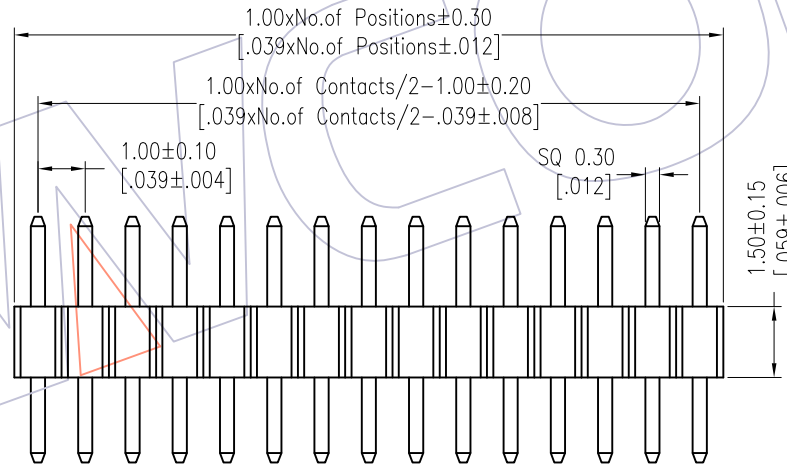 1.00xNo.of Positions±0.30
[.039xNo.of Positions±.012]
1.00xNo.of Contacts/2-1.00±0.20
[.039xNo.of Contacts/2-.039±.008]
1.00±0.10
[.039±.004]
SQ 0.30
[.012]
1.50±0.15
[.059±.006]